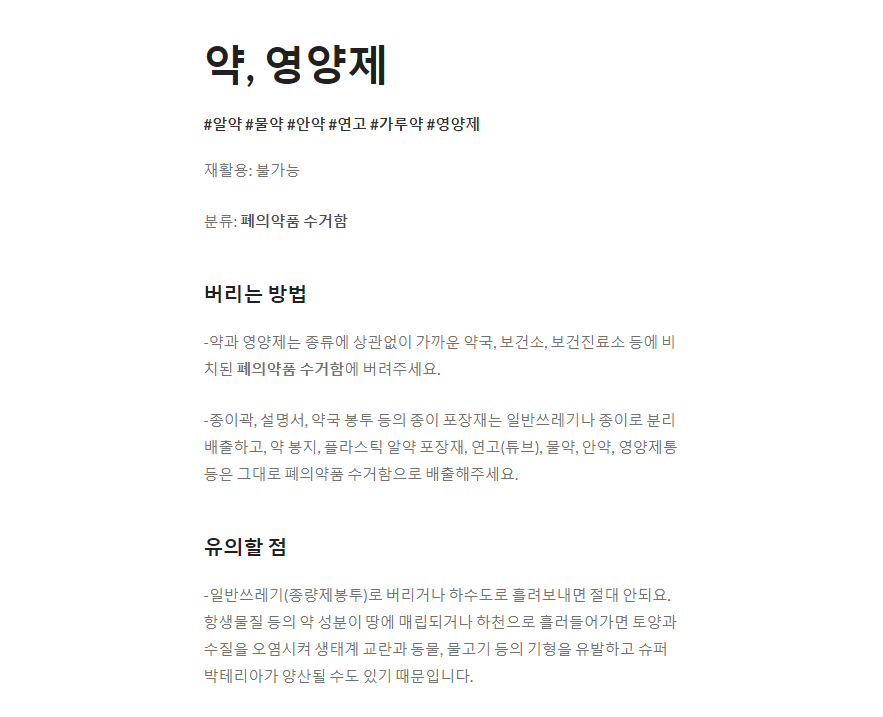 약, 영양제
#알약 #물약 #안약 #연고 #가루약 #영양제
재활용: 불가능
분류: 폐의약품 수거함
버리는 방법
-약과 영양제는 종류에 상관없이 가까운 약국, 보건소, 보건진료소 등에 비
치된 폐의약품 수거함에 버려주세요.
-종이곽, 설명서, 약국 봉투 등의 종이 포장재는 일반쓰레기나 종이로 분리
배출하고, 약 봉지, 플라스틱 알약 포장재, 연고(튜브), 물약, 안약, 영양제통
등은 그대로 폐의약품 수거함으로 배출해주세요.
유의할 점
-일반쓰레기(종량제봉투)로 버리거나 하수도로 흘려보내면 절대 안되요.
항생물질 등의 약 성분이 땅에 매립되거나 하천으로 흘러들어가면 토양과
수질을 오염시켜 생태계 교란과 동물, 물고기 등의 기형을 유발하고 슈퍼
박테리아가 양산될 수도 있기 때문입니다.